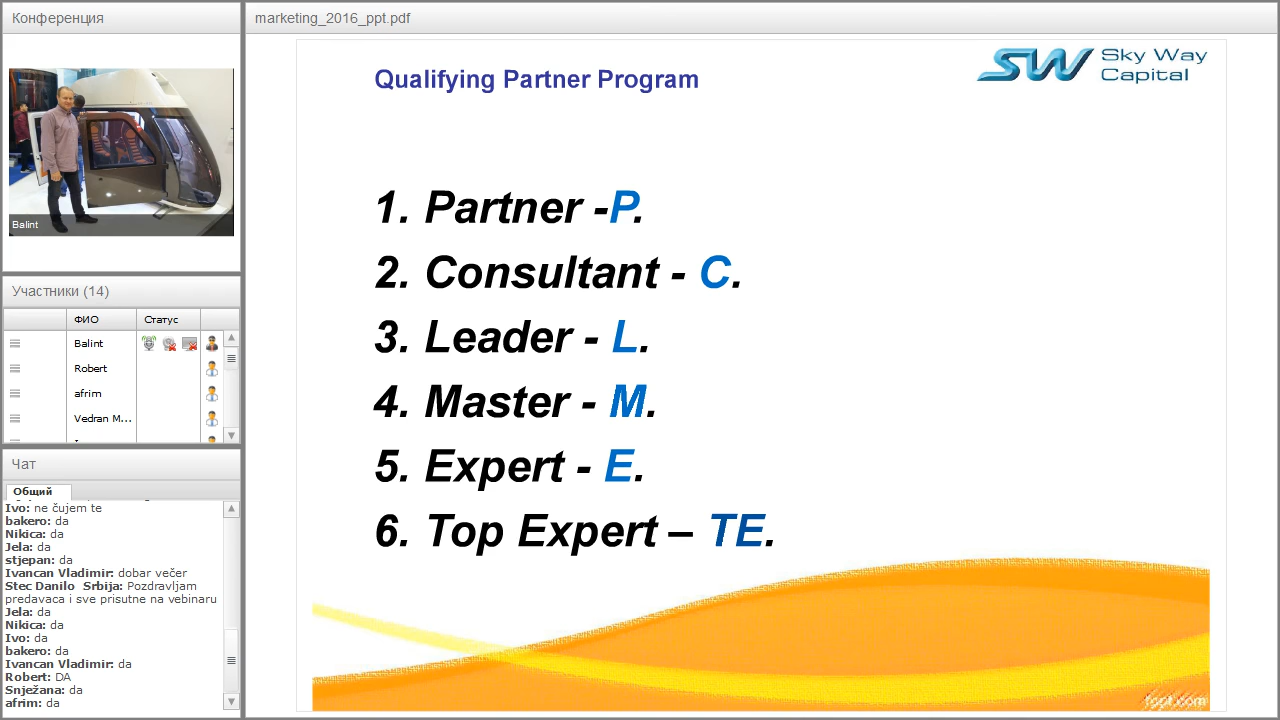 Конференция
Balint
Участники (14)
ФИО
Статус
Balint
Robert
afrim
Vedran M...
Чат
Общий
Ivo: ne čujem te
bakero: da
Nikica: da
Jela: da
stjepan: da
Ivancan Vladimir: dobar večer
Stec Danilo Srbija: Pozdravljam
predavaca i sve prisutne na vebinaru
Jela: da
Nikica: da
Ivo: da
bakero: da
Ivancan Vladimir: da
Robert: DA
Snježana: da
afrim: da
marketing_2016_ppt.pdf
Qualifying Partner Program
SW Sky Way
Capital
1. Partner -P.
2. Consultant - C.
3. Leader - L.
4. Master - M.
5. Expert - E.
6. Top Expert – TE.
fppt.com